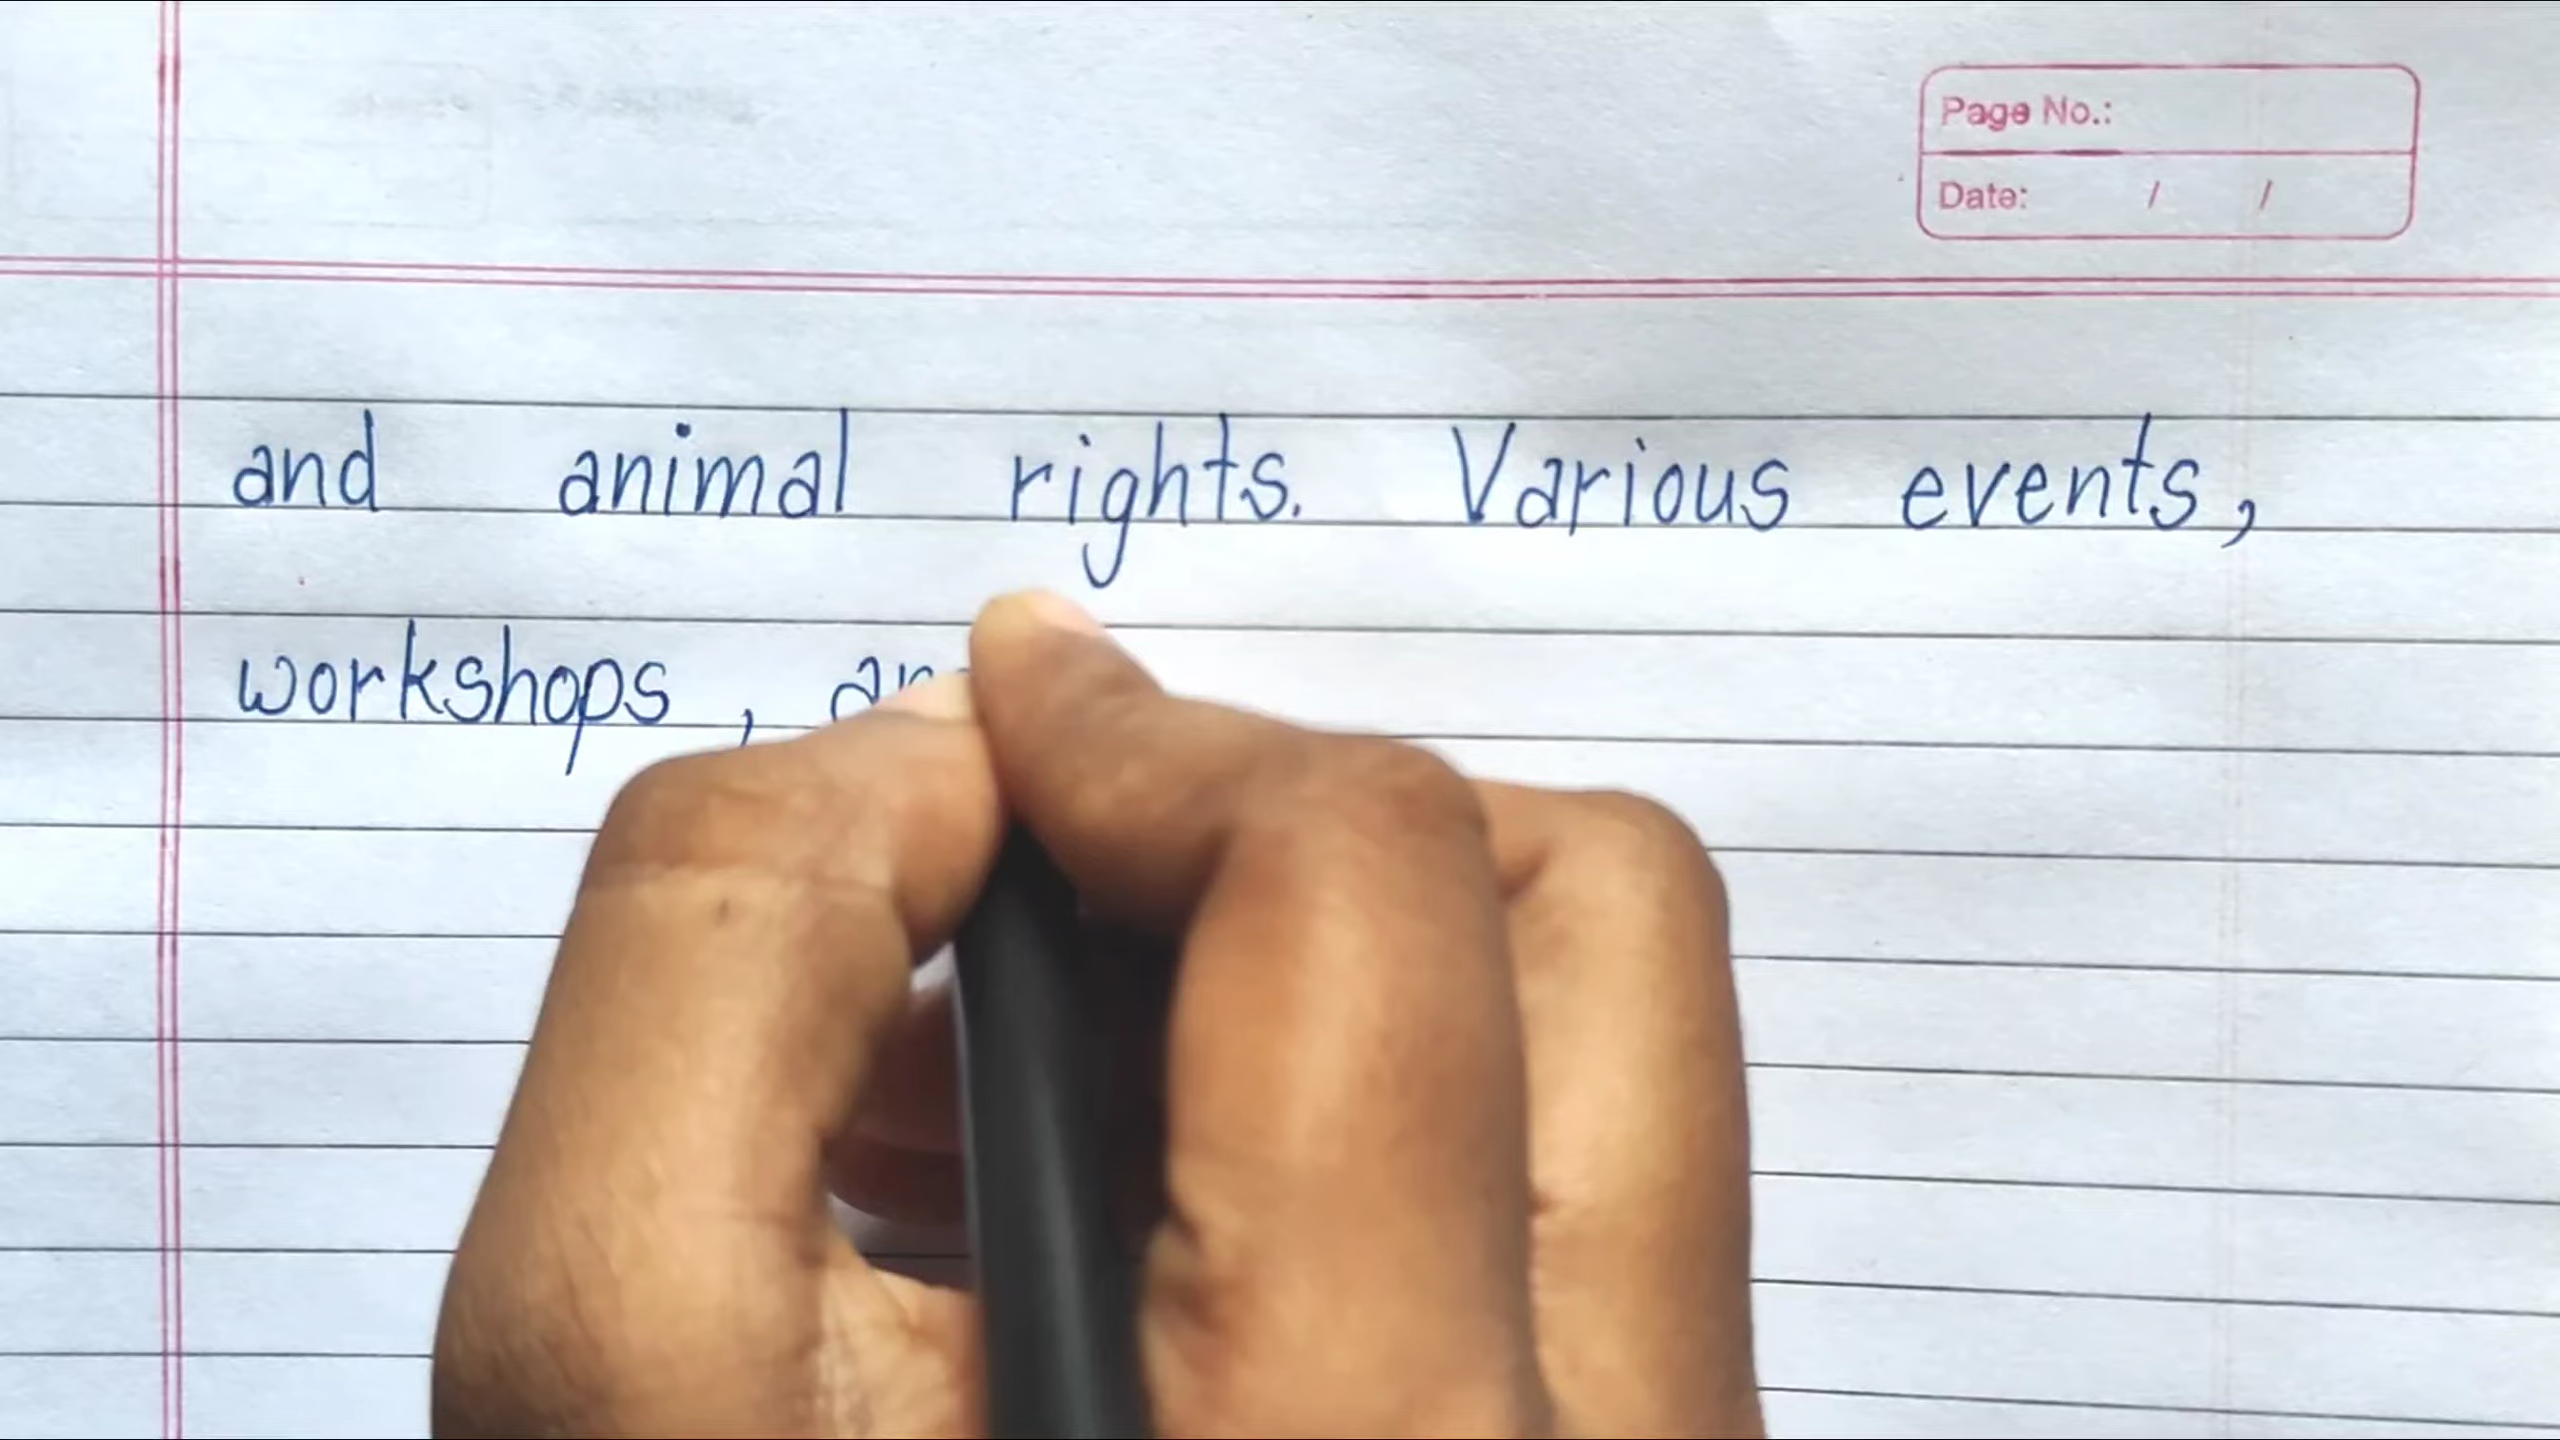 Page No.:
Date: / /
and animal rights. Various events,
workshops,